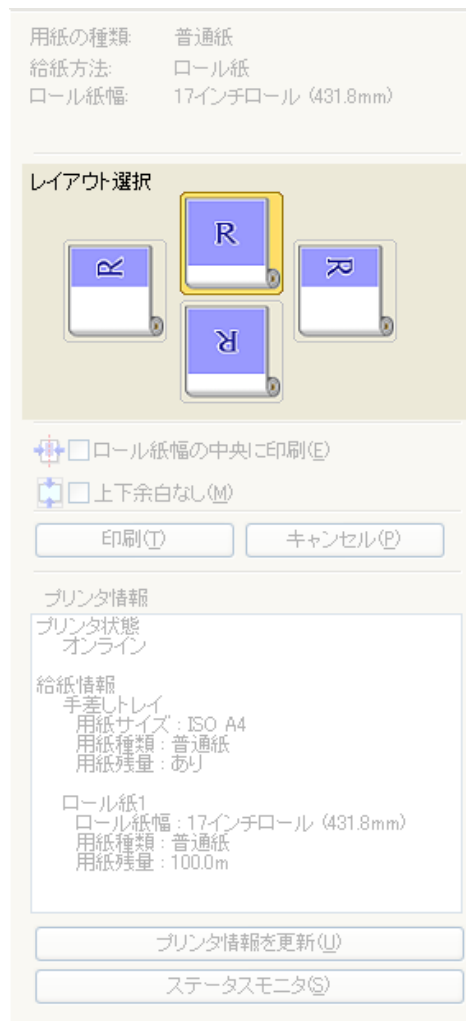 用紙の種類: 普通紙
給紙方法: ロール紙
ロール紙幅: 17インチロール (431.8mm)
レイアウト選択
R
R
R
R
ロール紙幅の中央に印刷(E)
上下余白なし(M)
印刷(T) キャンセル(P)
プリンタ情報
プリンタ状態
オンライン
給紙情報
手差しトレイ
用紙サイズ : ISO A4
用紙種類 : 普通紙
用紙残量 : あり
ロール紙1
ロール紙幅 : 17インチロール (431.8mm)
用紙種類 : 普通紙
用紙残量 : 100.0m
プリンタ情報を更新(U)
ステータスモニタ(S)